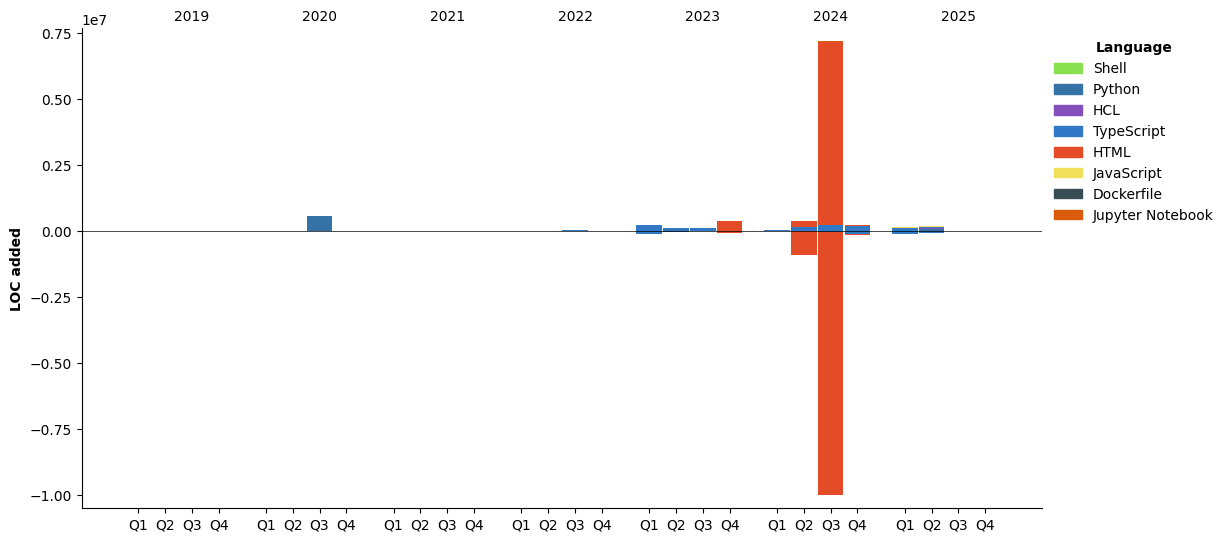 2019 2020 2021 2022 2023 2024 2025
1e7
0.75
0.50
0.25
0.00
−0.25
−0.50
−0.75
−1.00
LOC added
Q1 Q2 Q3 Q4 Q1 Q2 Q3 Q4 Q1 Q2 Q3 Q4 Q1 Q2 Q3 Q4 Q1 Q2 Q3 Q4 Q1 Q2 Q3 Q4 Q1 Q2 Q3 Q4
Language
Shell
Python
HCL
TypeScript
HTML
JavaScript
Dockerfile
Jupyter Notebook